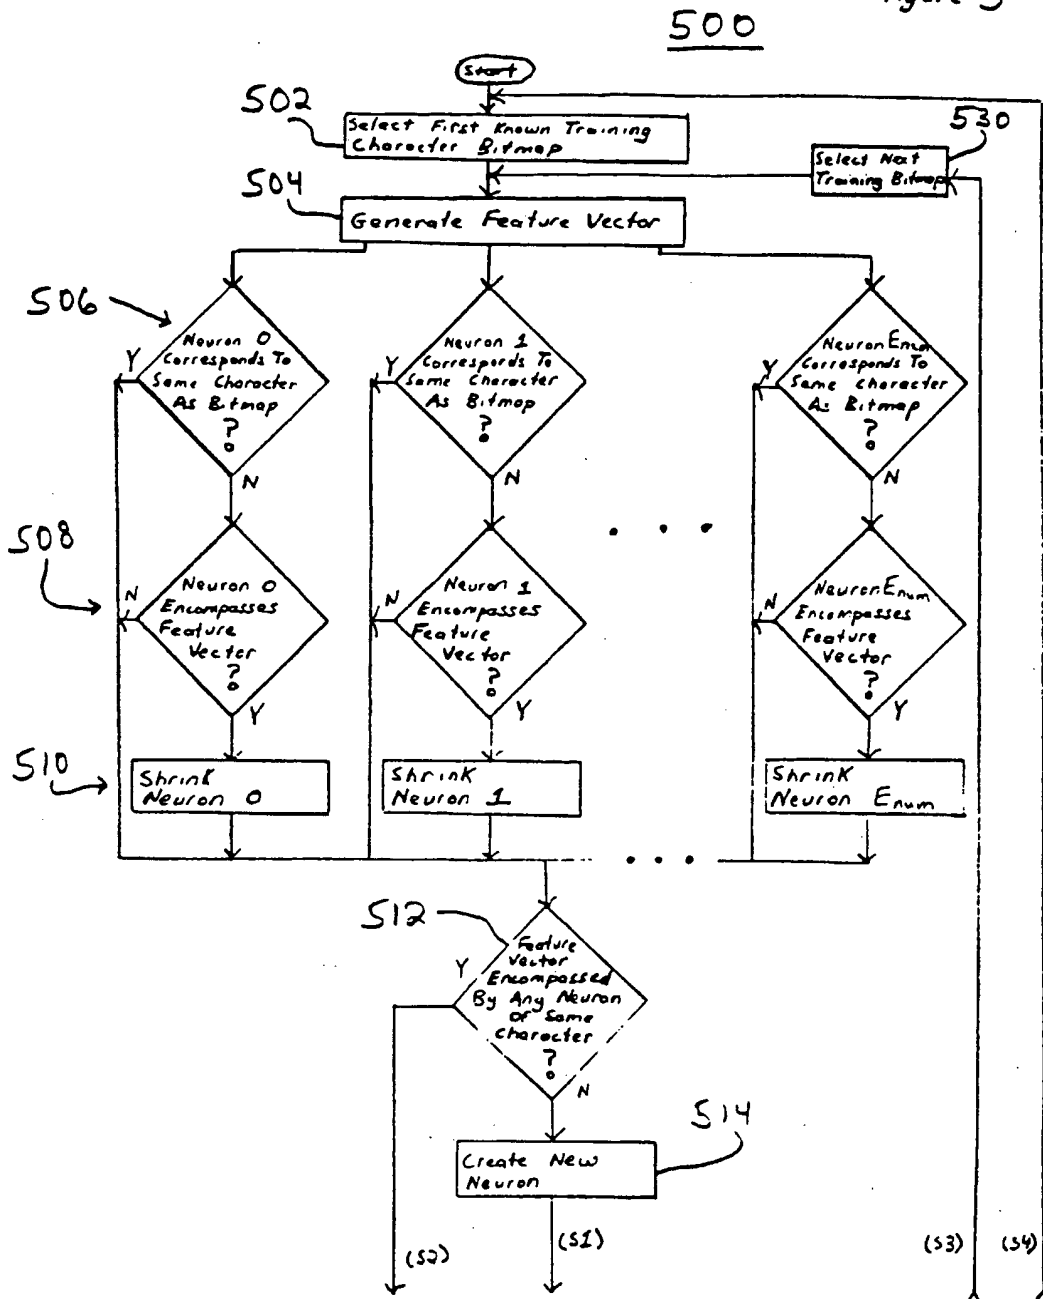 Figure 5
500
Start
502
Select First Known Training
Character Bitmap
530
Select Next
Training Bitmap
504
Generate Feature Vector
506
Neuron 0
Corresponds To
Same Character
As Bitmap
?
Y
N
Neuron 1
Corresponds To
Same Character
As Bitmap
?
Y
N
Neuron Enum
Corresponds To
Same Character
As Bitmap
?
Y
N
508
Neuron 0
Encompasses
Feature
Vector
?
N
Y
Neuron 1
Encompasses
Feature
Vector
?
N
Y
Neuron Enum
Encompasses
Feature
Vector
?
N
Y
510
Shrink
Neuron 0
Shrink
Neuron 1
Shrink
Neuron Enum
512
Feature
Vector
Encompassed
By Any Neuron
Of Same
Character
?
Y
N
514
Create New
Neuron
(S2)
(S1)
(S3)
(S4)